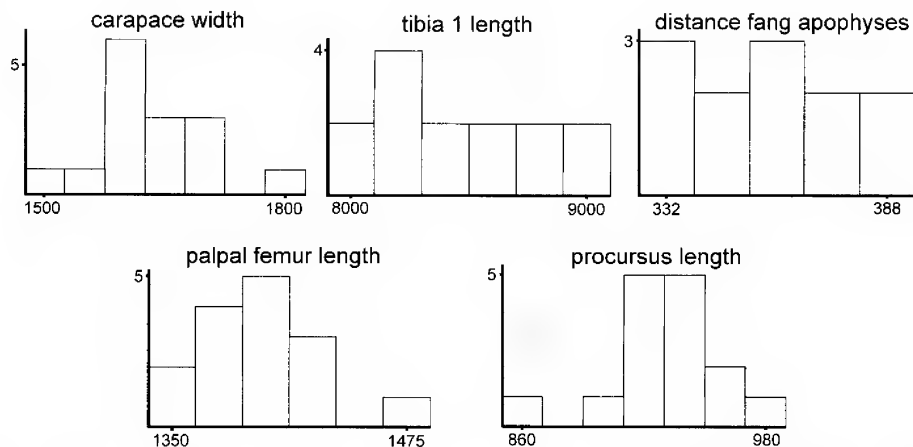 carapace width
5
1500 1800
tibia 1 length
4
8000 9000
distance fang apophyses
3
332 388
palpal femur length
5
1350 1475
procursus length
5
860 980